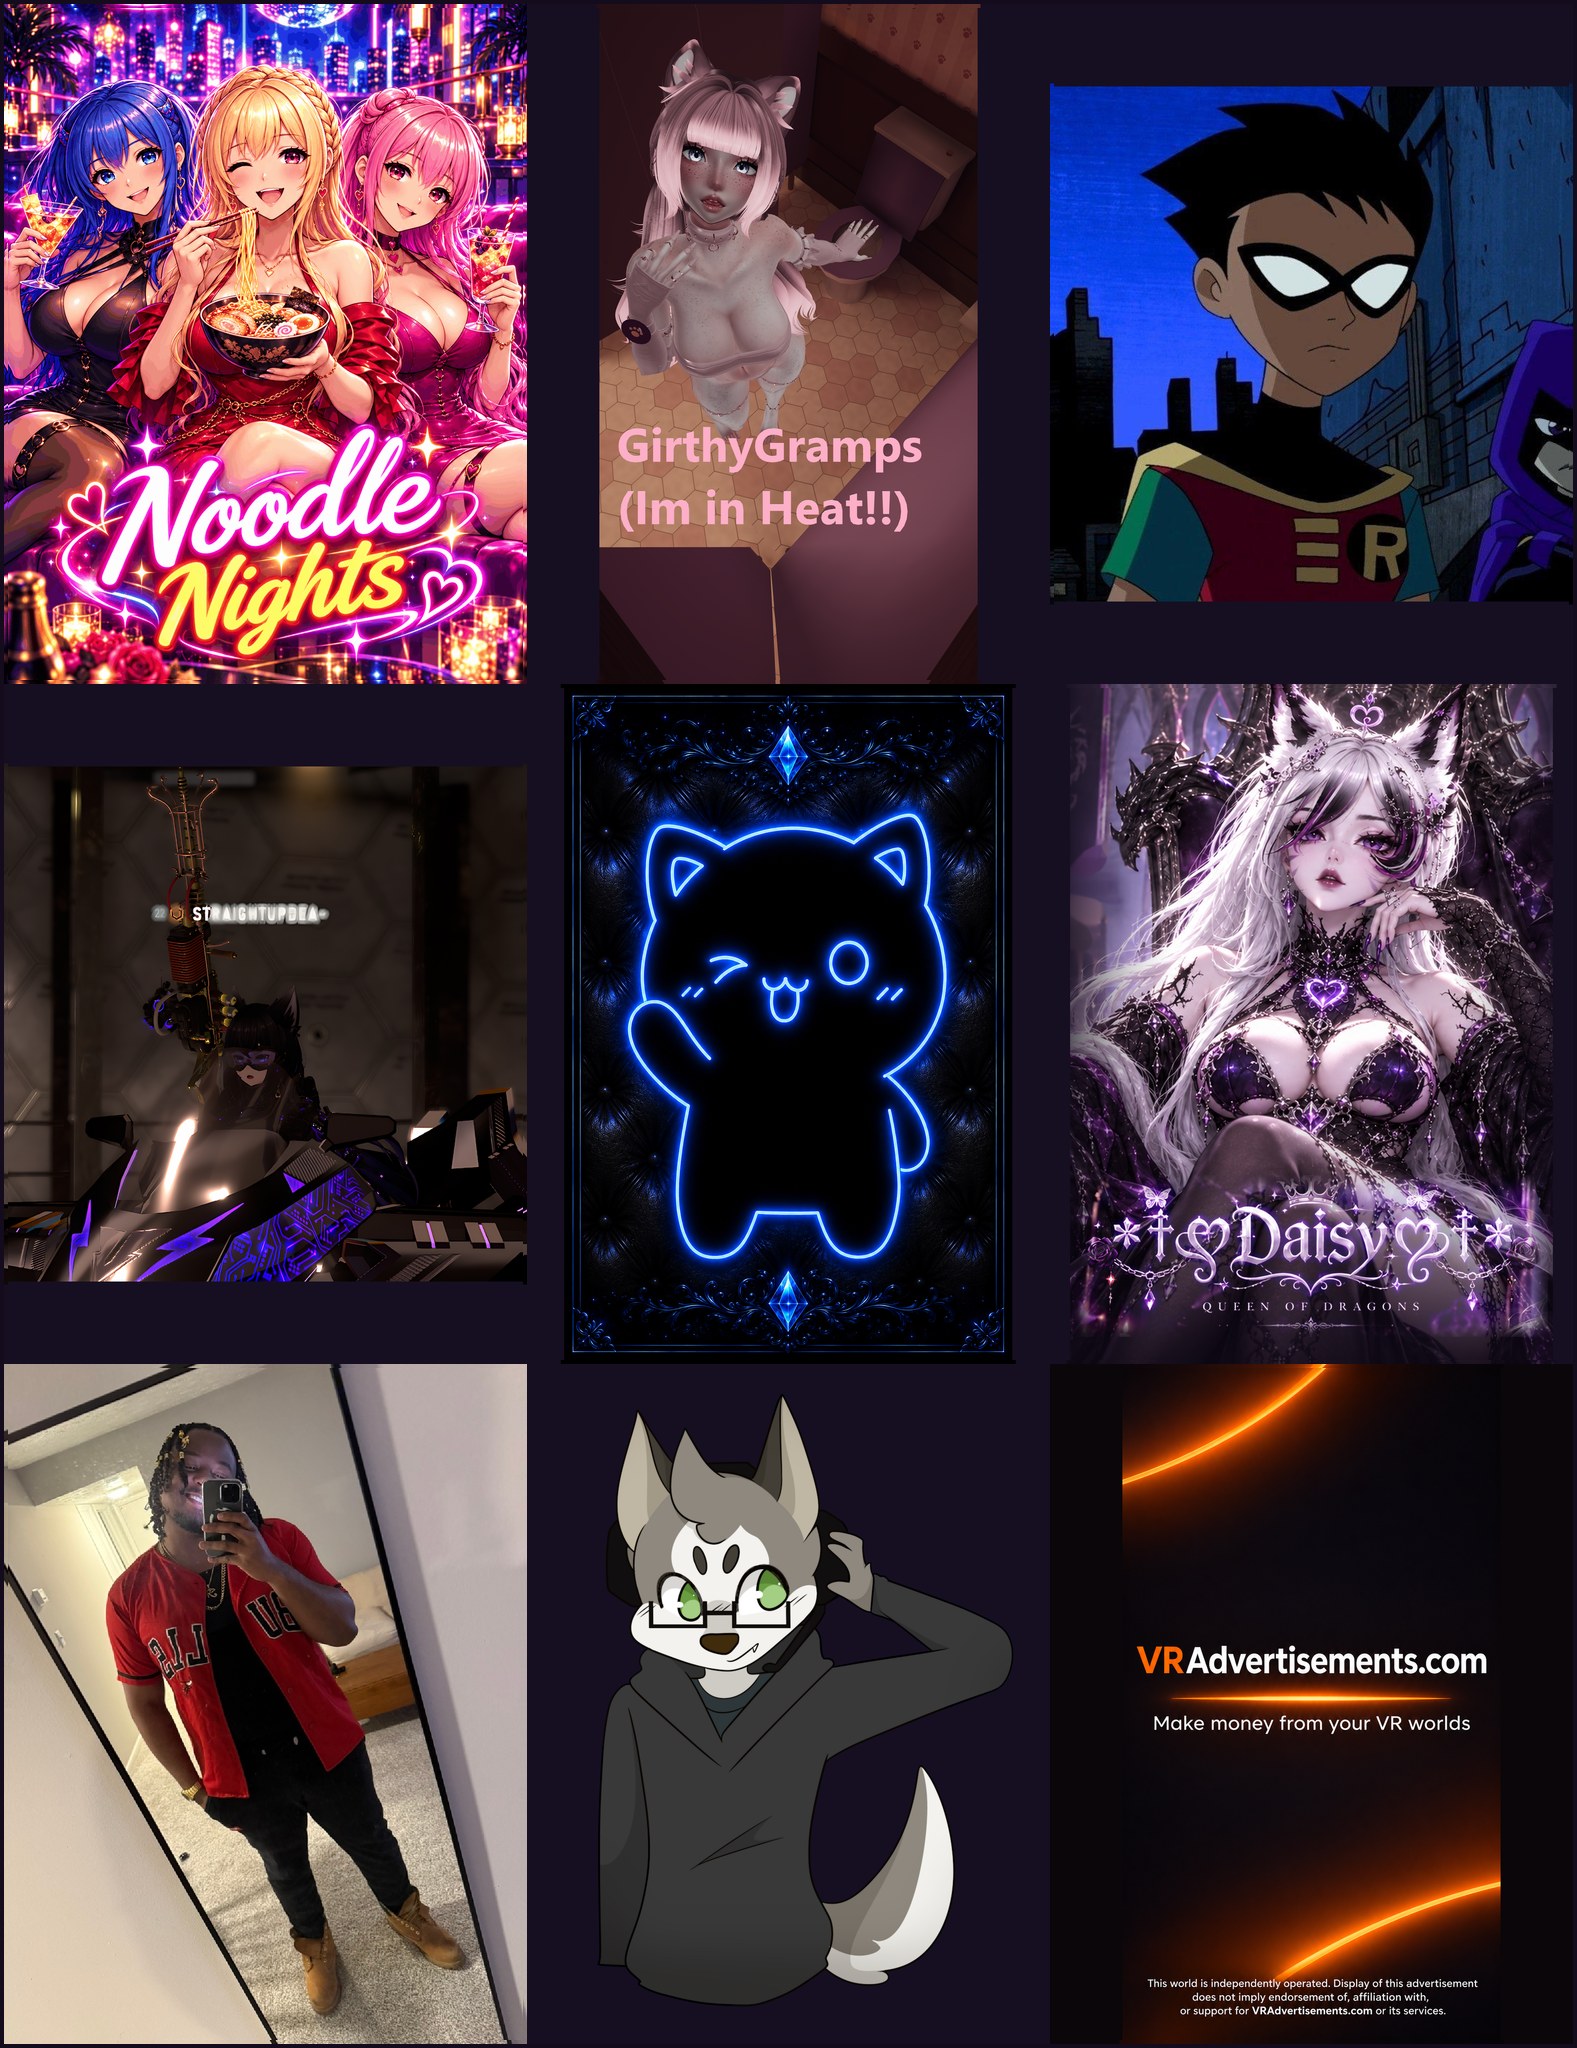 Noodle
Nights
GirthyGramps
(Im in Heat!!)
R
22 STRAIGHTUPDEA-
Daisy
QUEEN OF DRAGONS
VRAdvertisements.com
Make money from your VR worlds
This world is independently operated. Display of this advertisement
does not imply endorsement of, affiliation with,
or support for VRAdvertisements.com or its services.